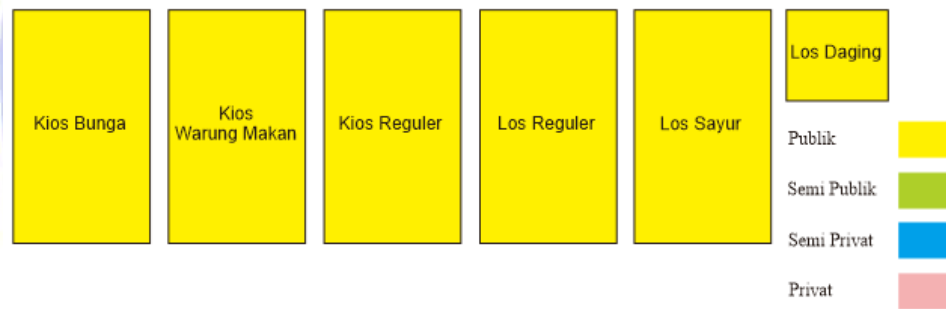 Kios Bunga
Kios
Warung Makan
Kios Reguler
Los Reguler
Los Sayur
Los Daging
Publik
Semi Publik
Semi Privat
Privat